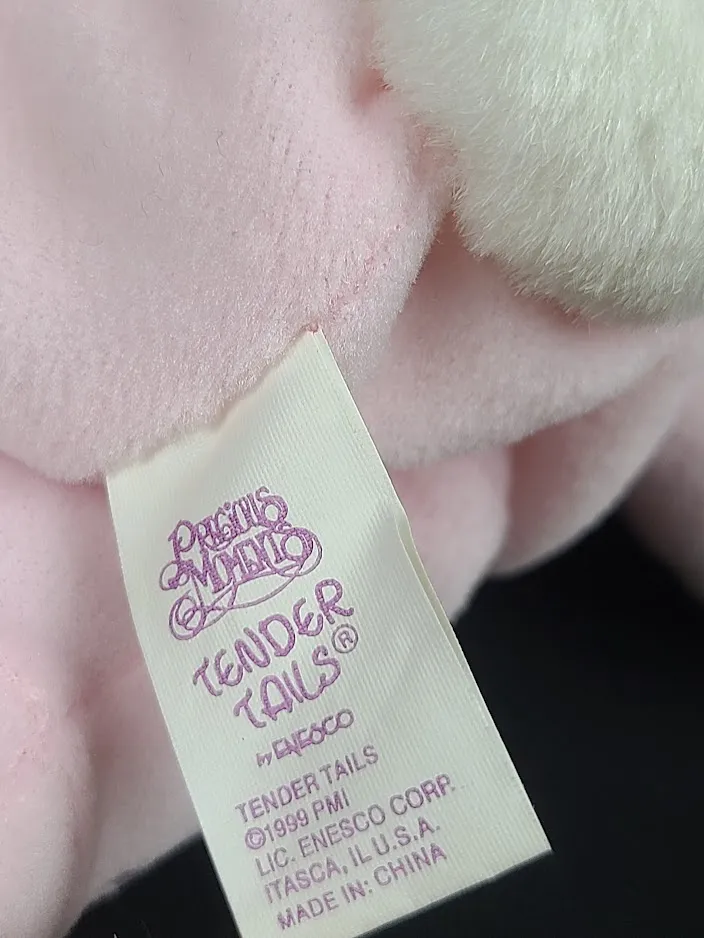 PRECIOUS
MOMENTS
TENDER
TAILS®
by ENESCO
TENDER TAILS
©1999 PMI
LIC. ENESCO CORP.
ITASCA, IL U.S.A.
MADE IN: CHINA